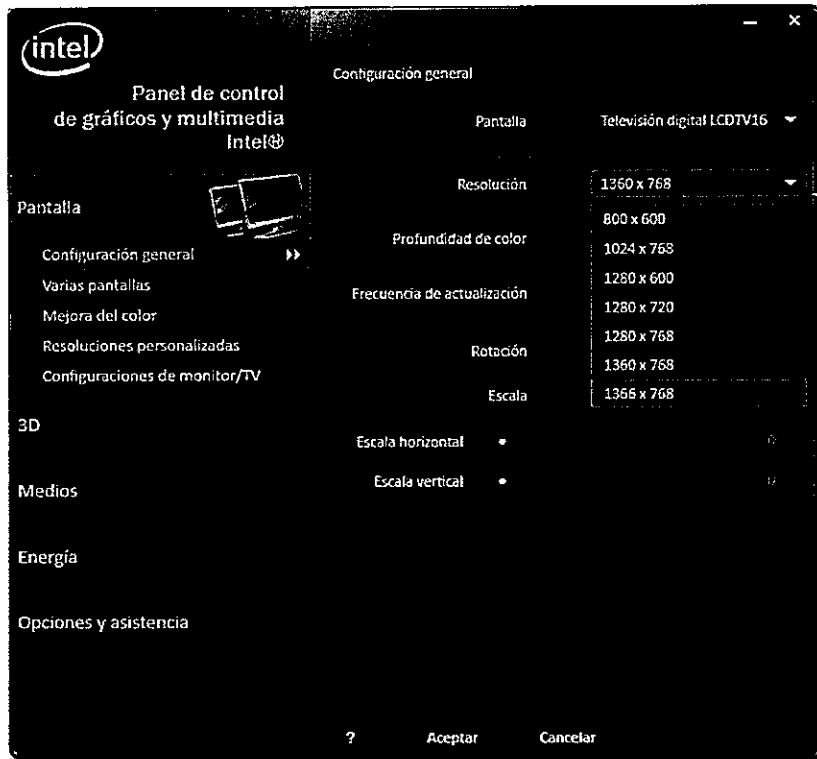 intel
Panel de control
de gráficos y multimedia
Intel®
Pantalla
Configuración general
Varias pantallas
Mejora del color
Resoluciones personalizadas
Configuraciones de monitor/TV
3D
Medios
Energía
Opciones y asistencia
Configuración general
Pantalla Televisión digital LCDTV16
Resolución 1360 x 768
800 x 600
1024 x 768
1280 x 600
1280 x 720
1280 x 768
1360 x 768
1366 x 768
Profundidad de color
Frecuencia de actualización
Rotación
Escala
Escala horizontal
Escala vertical
? Aceptar Cancelar